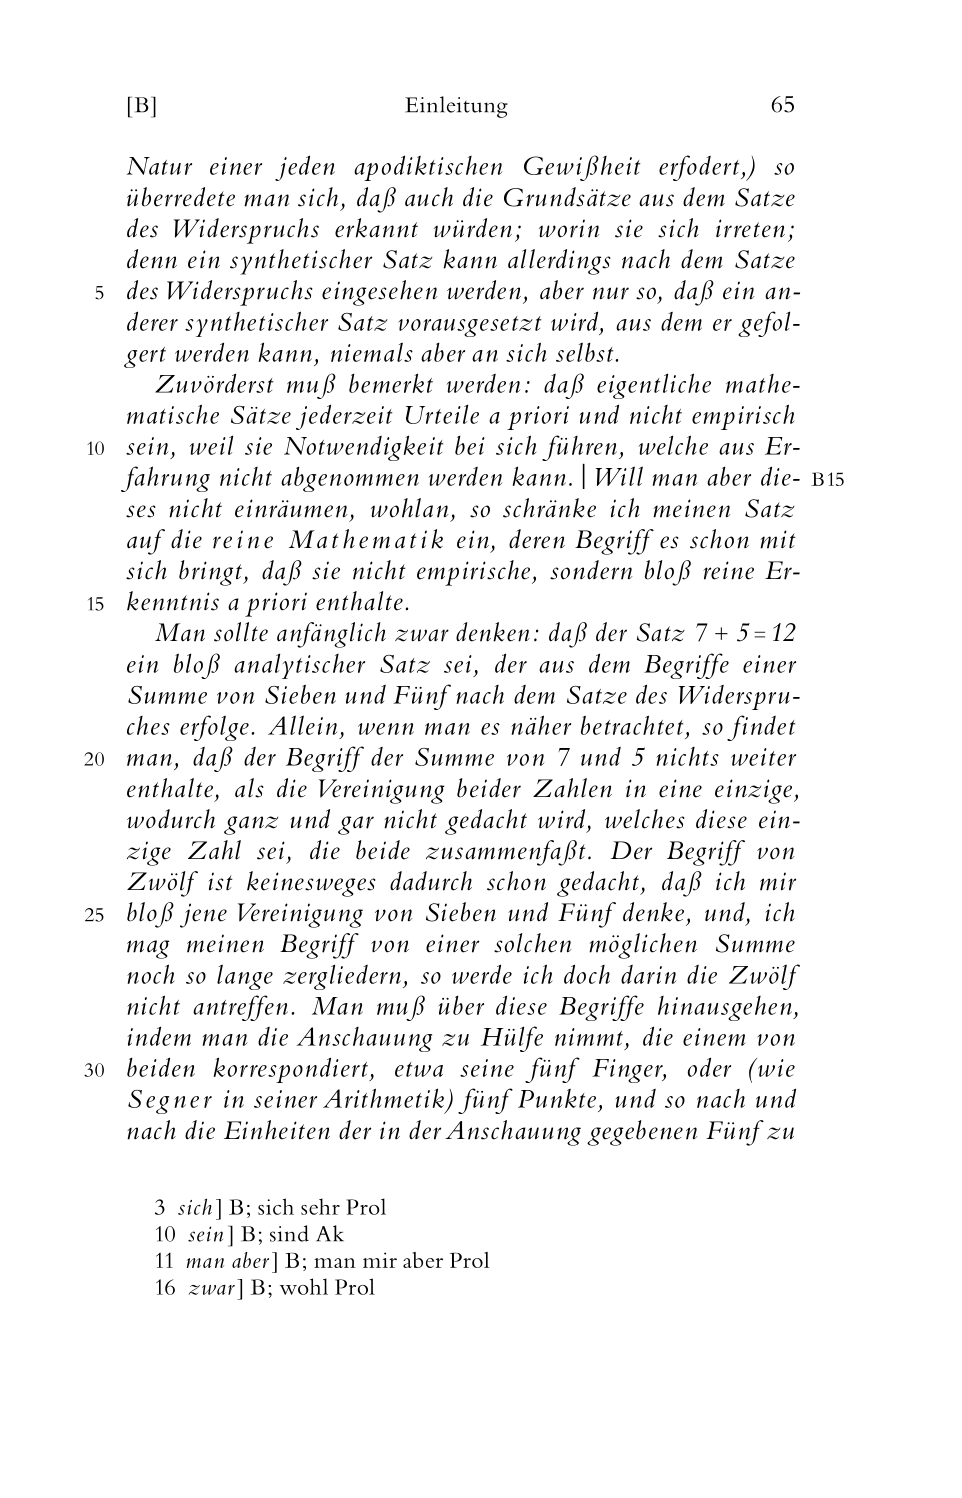 [B] Einleitung 65
Natur einer jeden apodiktischen Gewißheit erfodert,) so
überredete man sich, daß auch die Grundsätze aus dem Satze
des Widerspruchs erkannt würden; worin sie sich irreten;
denn ein synthetischer Satz kann allerdings nach dem Satze
5 des Widerspruchs eingesehen werden, aber nur so, daß ein an-
derer synthetischer Satz vorausgesetzt wird, aus dem er gefol-
gert werden kann, niemals aber an sich selbst.
Zuvörderst muß bemerkt werden: daß eigentliche mathe-
matische Sätze jederzeit Urteile a priori und nicht empirisch
10 sein, weil sie Notwendigkeit bei sich führen, welche aus Er-
fahrung nicht abgenommen werden kann. | Will man aber die- B15
ses nicht einräumen, wohlan, so schränke ich meinen Satz
auf die reine Mathematik ein, deren Begriff es schon mit
sich bringt, daß sie nicht empirische, sondern bloß reine Er-
15 kenntnis a priori enthalte.
Man sollte anfänglich zwar denken: daß der Satz 7 + 5 = 12
ein bloß analytischer Satz sei, der aus dem Begriffe einer
Summe von Sieben und Fünf nach dem Satze des Widerspru-
ches erfolge. Allein, wenn man es näher betrachtet, so findet
20 man, daß der Begriff der Summe von 7 und 5 nichts weiter
enthalte, als die Vereinigung beider Zahlen in eine einzige,
wodurch ganz und gar nicht gedacht wird, welches diese ein-
zige Zahl sei, die beide zusammenfaßt. Der Begriff von
Zwölf ist keinesweges dadurch schon gedacht, daß ich mir
25 bloß jene Vereinigung von Sieben und Fünf denke, und, ich
mag meinen Begriff von einer solchen möglichen Summe
noch so lange zergliedern, so werde ich doch darin die Zwölf
nicht antreffen. Man muß über diese Begriffe hinausgehen,
indem man die Anschauung zu Hülfe nimmt, die einem von
30 beiden korrespondiert, etwa seine fünf Finger, oder (wie
Segner in seiner Arithmetik) fünf Punkte, und so nach und
nach die Einheiten der in der Anschauung gegebenen Fünf zu
3 sich] B; sich sehr Prol
10 sein] B; sind Ak
11 man aber] B; man mir aber Prol
16 zwar] B; wohl Prol